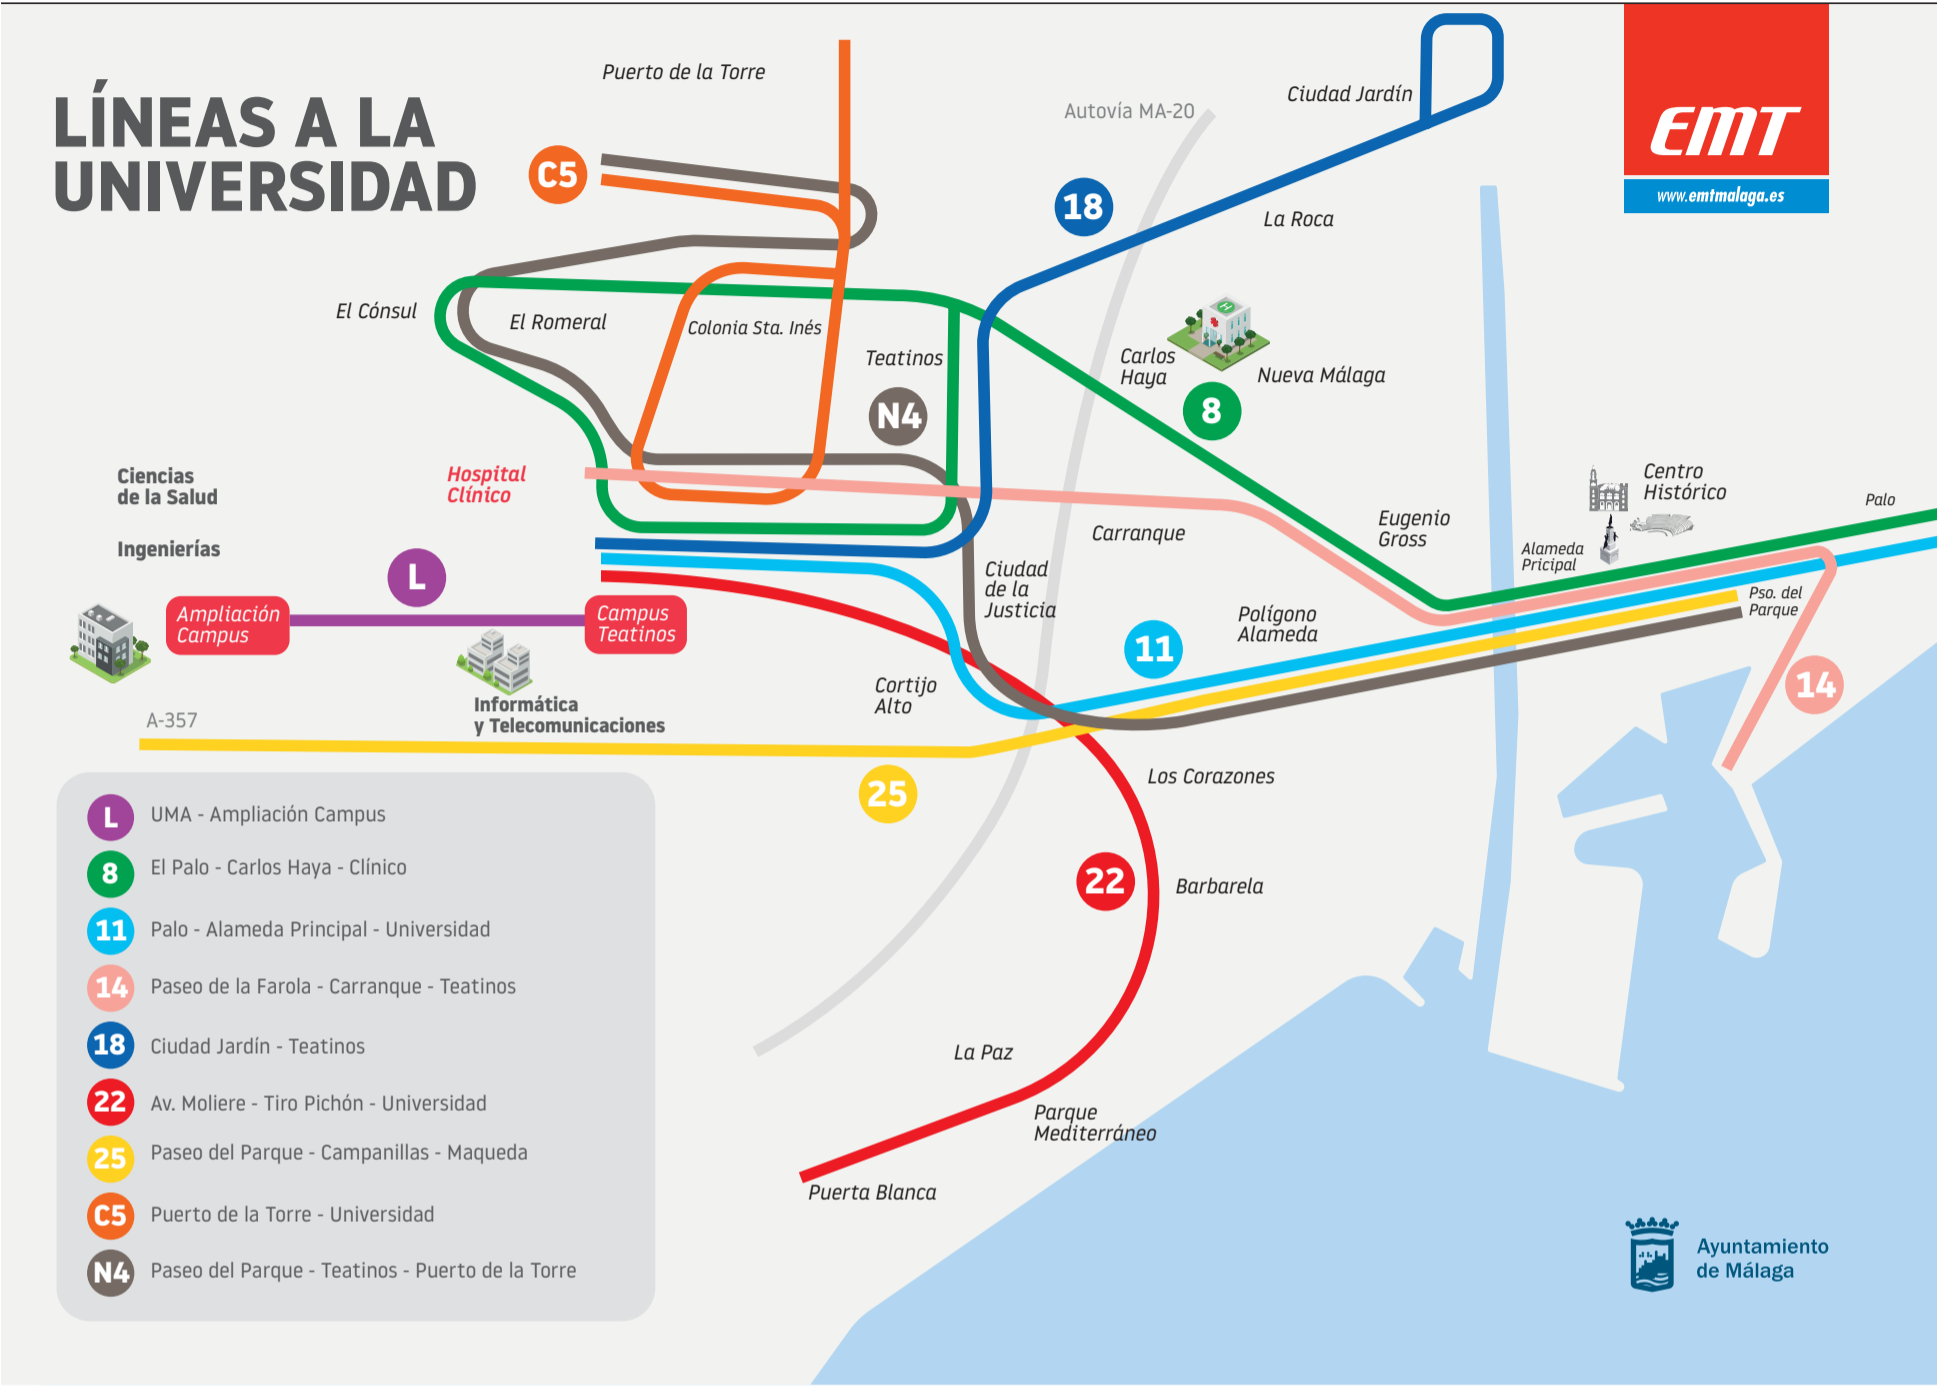 LÍNEAS A LA
UNIVERSIDAD
Puerto de la Torre
Autovía MA-20
Ciudad Jardín
EMT
www.emtmalaga.es
C5
18
La Roca
El Cónsul
El Romeral
Colonia Sta. Inés
Teatinos
N4
Carlos
Haya
Nueva Málaga
H
8
Ciencias
de la Salud
Hospital
Clínico
Ingenierías
Carranque
Eugenio
Gross
Centro
Histórico
Palo
Alameda
Pricipal
L
Ciudad
de la
Justicia
Ampliación
Campus
Campus
Teatinos
Polígono
Alameda
Pso. del
Parque
11
14
Informática
y Telecomunicaciones
Cortijo
Alto
A-357
25
Los Corazones
22
Barbarela
La Paz
Parque
Mediterráneo
Puerta Blanca
L UMA - Ampliación Campus
8 El Palo - Carlos Haya - Clínico
11 Palo - Alameda Principal - Universidad
14 Paseo de la Farola - Carranque - Teatinos
18 Ciudad Jardín - Teatinos
22 Av. Moliere - Tiro Pichón - Universidad
25 Paseo del Parque - Campanillas - Maqueda
C5 Puerto de la Torre - Universidad
N4 Paseo del Parque - Teatinos - Puerto de la Torre
Ayuntamiento
de Málaga